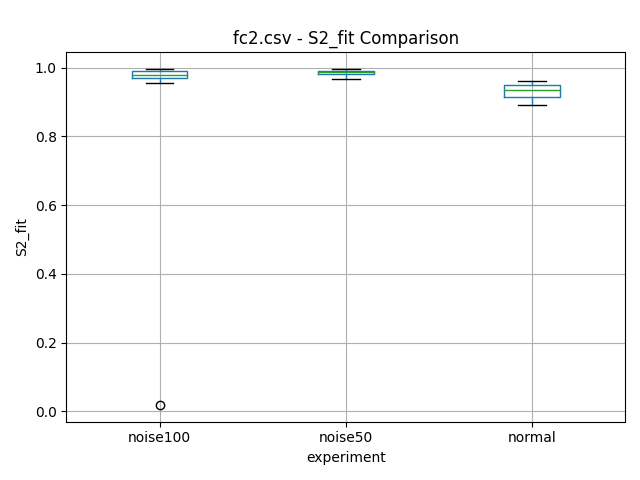 fc2.csv - S2_fit Comparison
1.0
0.8
0.6
0.4
0.2
0.0
S2_fit
noise100 noise50 normal
experiment